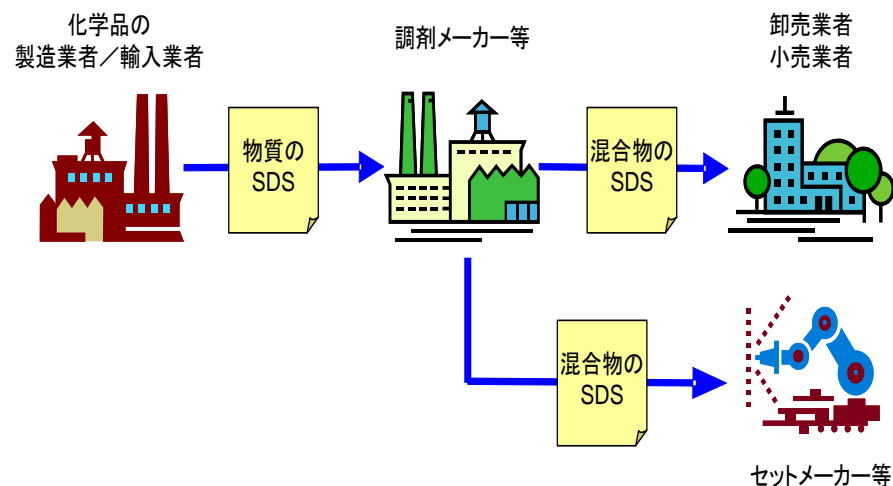 化学品の
製造業者／輸入業者
調剤メーカー等
卸売業者
小売業者
物質の
SDS
混合物の
SDS
混合物の
SDS
セットメーカー等